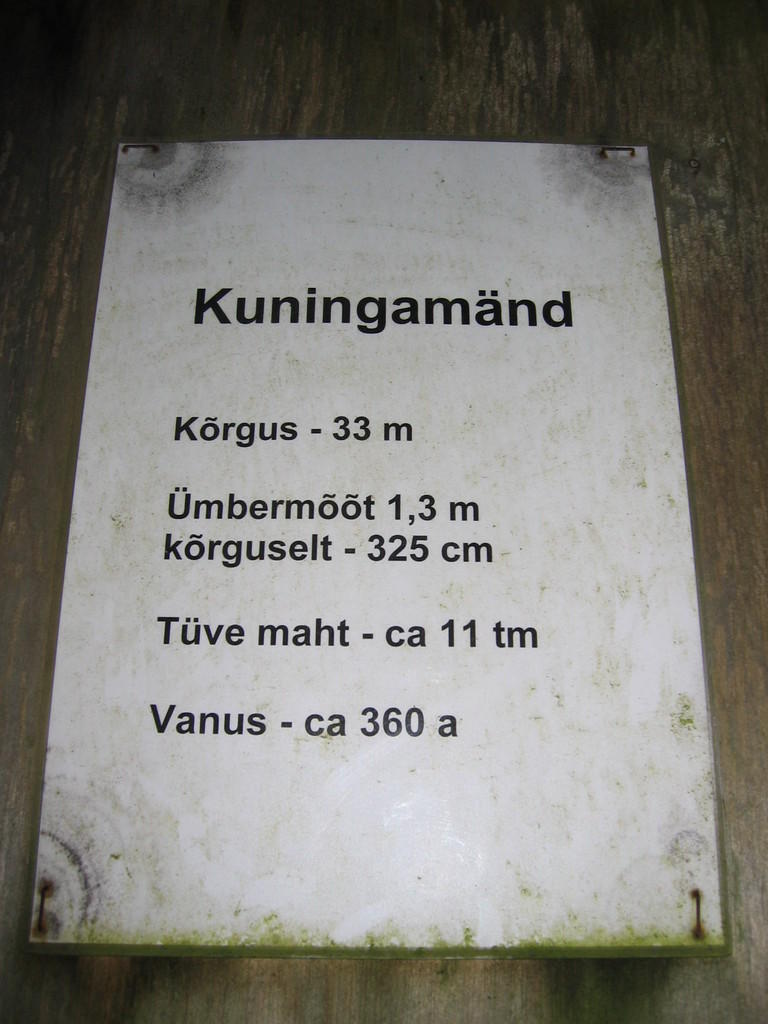 Kuningamänd
Kõrgus - 33 m
Ümbermõõt 1,3 m
kõrguselt - 325 cm
Tüve maht - ca 11 tm
Vanus - ca 360 a